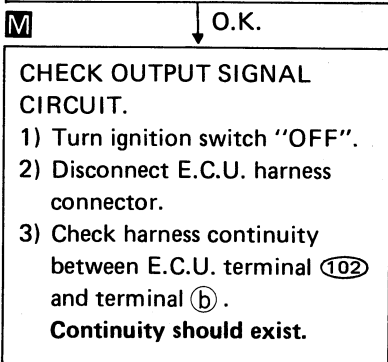 M
O.K.
CHECK OUTPUT SIGNAL
CIRCUIT.
1) Turn ignition switch "OFF".
2) Disconnect E.C.U. harness
connector.
3) Check harness continuity
between E.C.U. terminal 102
and terminal b .
Continuity should exist.